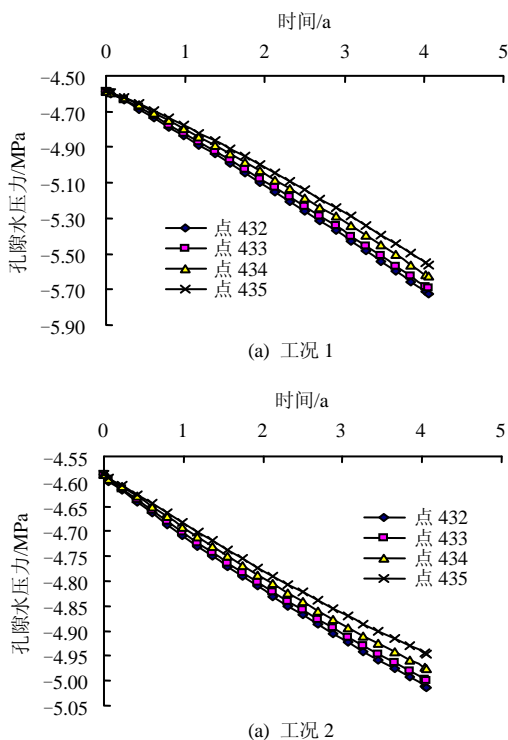 时间/a
0 1 2 3 4 5
−4.50
−4.70
−4.90
−5.10
−5.30
−5.50
−5.70
−5.90
孔隙水压力/MPa
点 432
点 433
点 434
点 435
(a) 工况 1
时间/a
0 1 2 3 4 5
−4.55
−4.60
−4.65
−4.70
−4.75
−4.80
−4.85
−4.90
−4.95
−5.00
−5.05
孔隙水压力/MPa
点 432
点 433
点 434
点 435
(a) 工况 2